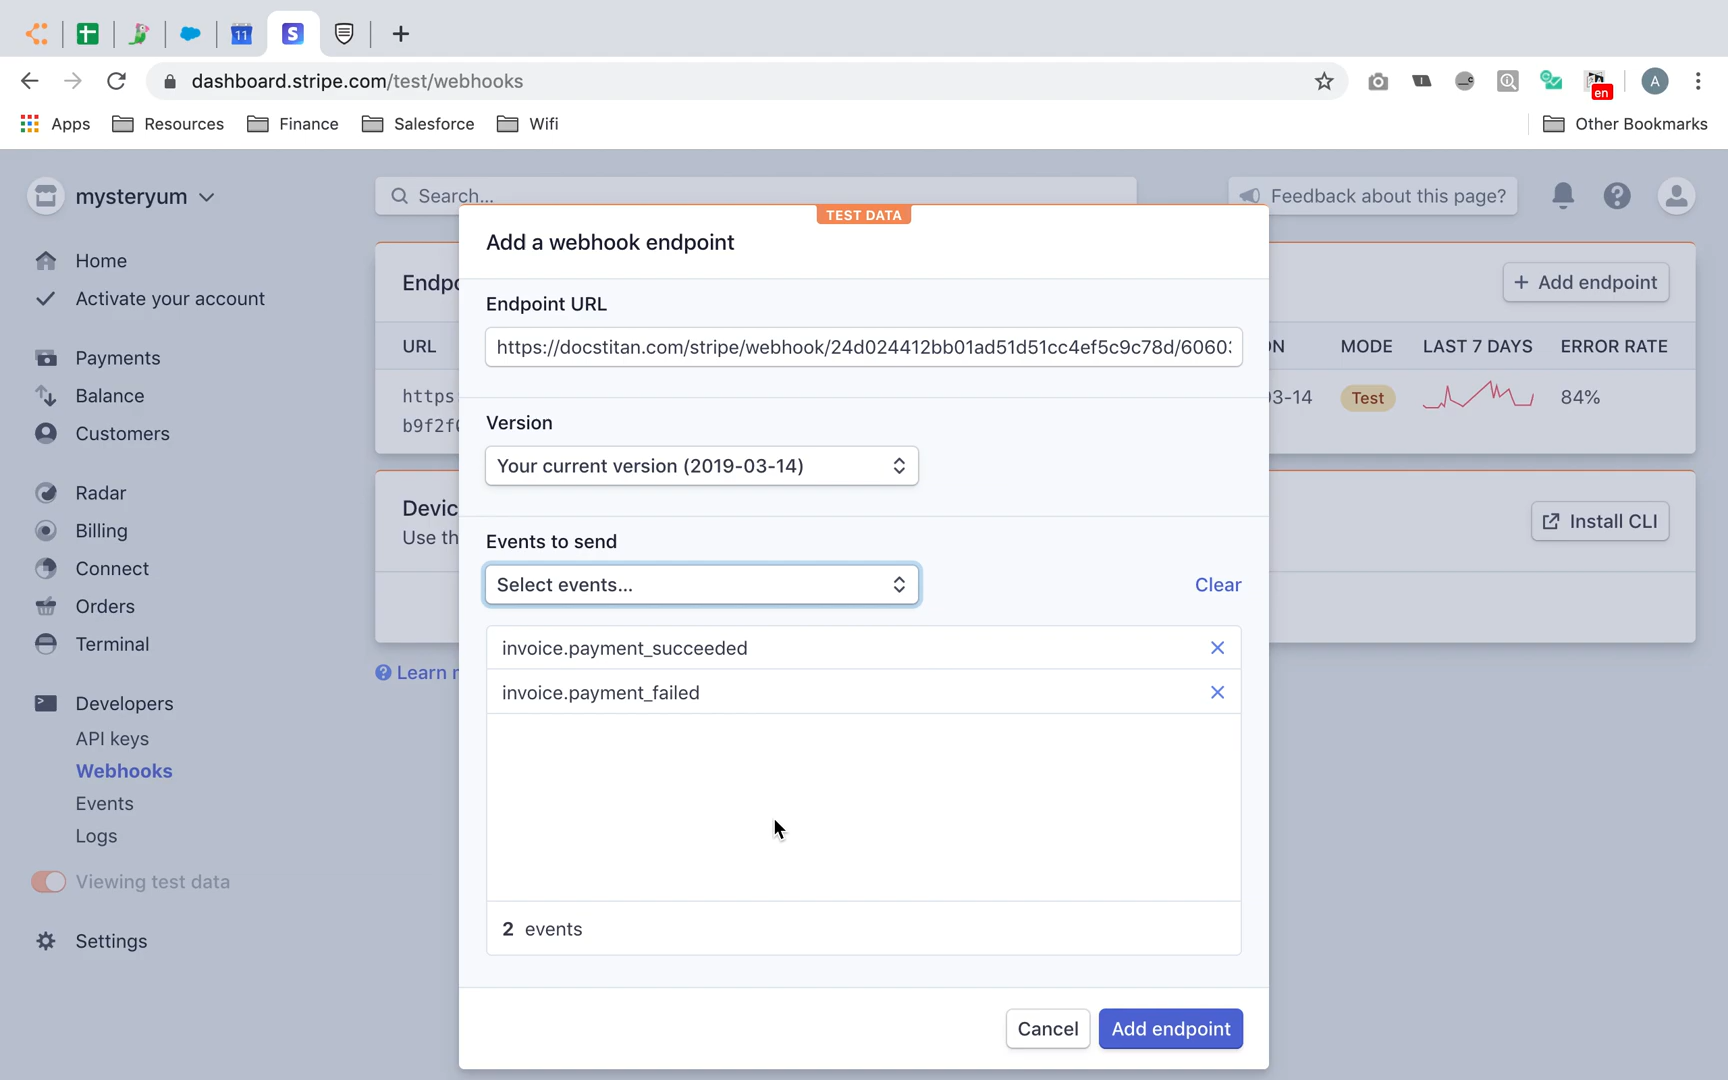 11
S
dashboard.stripe.com/test/webhooks
en
A
Apps
Resources
Finance
Salesforce
Wifi
Other Bookmarks
mysteryum
Search...
Feedback about this page?
Home
Activate your account
Payments
Balance
Customers
Radar
Billing
Connect
Orders
Terminal
Developers
API keys
Webhooks
Events
Logs
Viewing test data
Settings
Endpo
+ Add endpoint
URL
ON
MODE
LAST 7 DAYS
ERROR RATE
https
b9f2f
03-14
Test
84%
Devic
Use th
Install CLI
Learn r
TEST DATA
Add a webhook endpoint
Endpoint URL
https://docstitan.com/stripe/webhook/24d024412bb01ad51d51cc4ef5c9c78d/6060:
Version
Your current version (2019-03-14)
Events to send
Select events...
Clear
invoice.payment_succeeded
invoice.payment_failed
2 events
Cancel
Add endpoint